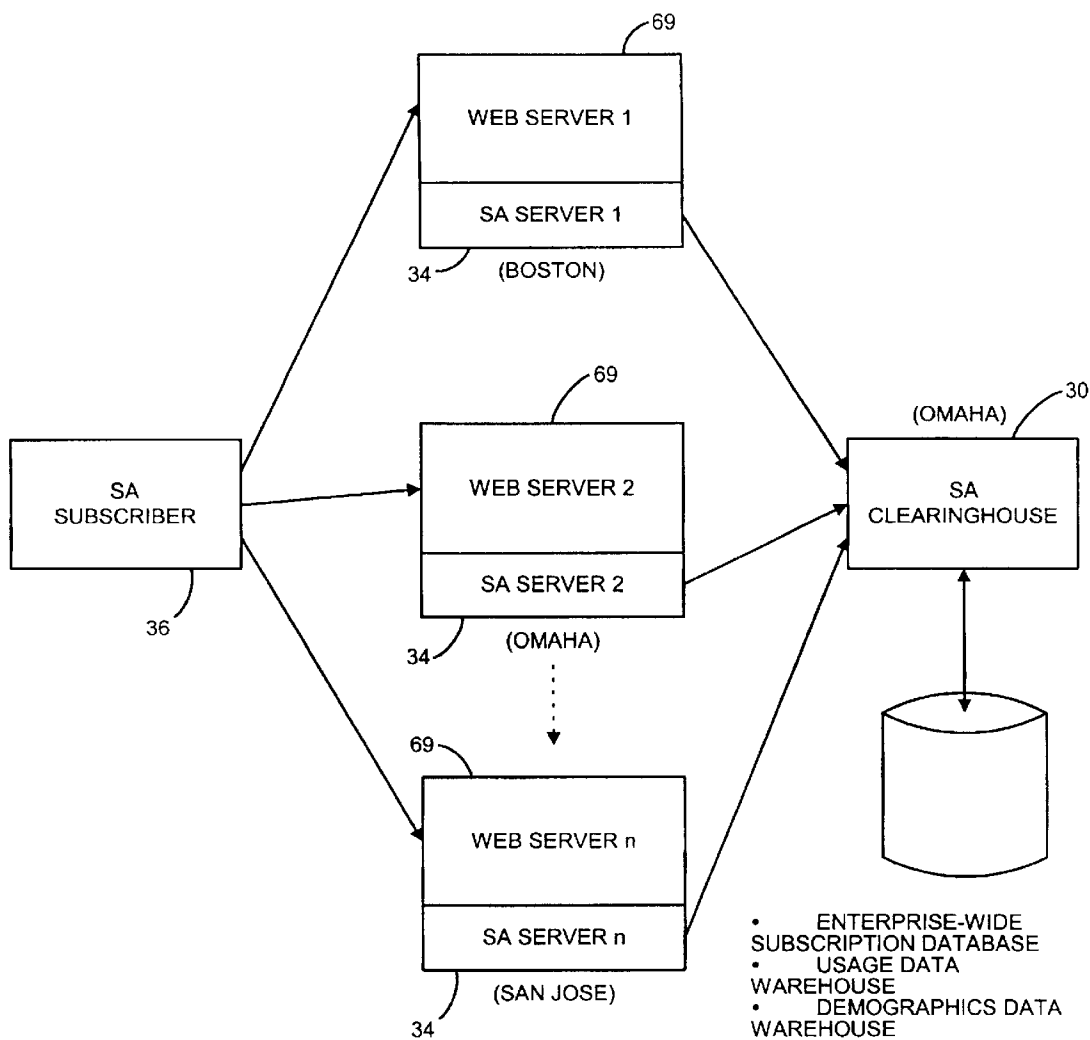 69
WEB SERVER 1
SA SERVER 1
34
(BOSTON)
69
30
(OMAHA)
SA
SUBSCRIBER
WEB SERVER 2
SA
CLEARINGHOUSE
SA SERVER 2
36
34
(OMAHA)
69
WEB SERVER n
SA SERVER n
(SAN JOSE)
34
• ENTERPRISE-WIDE
SUBSCRIPTION DATABASE
• USAGE DATA
WAREHOUSE
• DEMOGRAPHICS DATA
WAREHOUSE